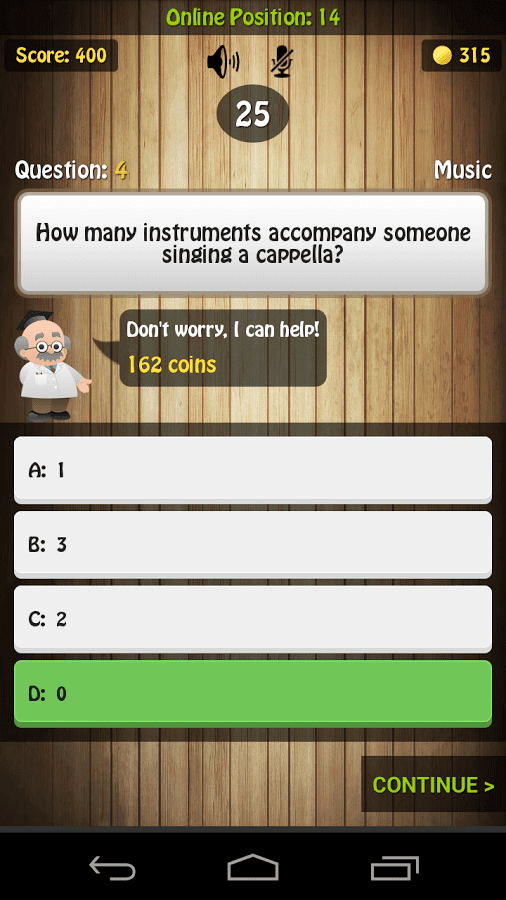 Online Position: 14
Score: 400
315
25
Question: 4
Music
How many instruments accompany someone
singing a cappella?
Don't worry, I can help!
162 coins
A: 1
B: 3
C: 2
D: 0
CONTINUE >